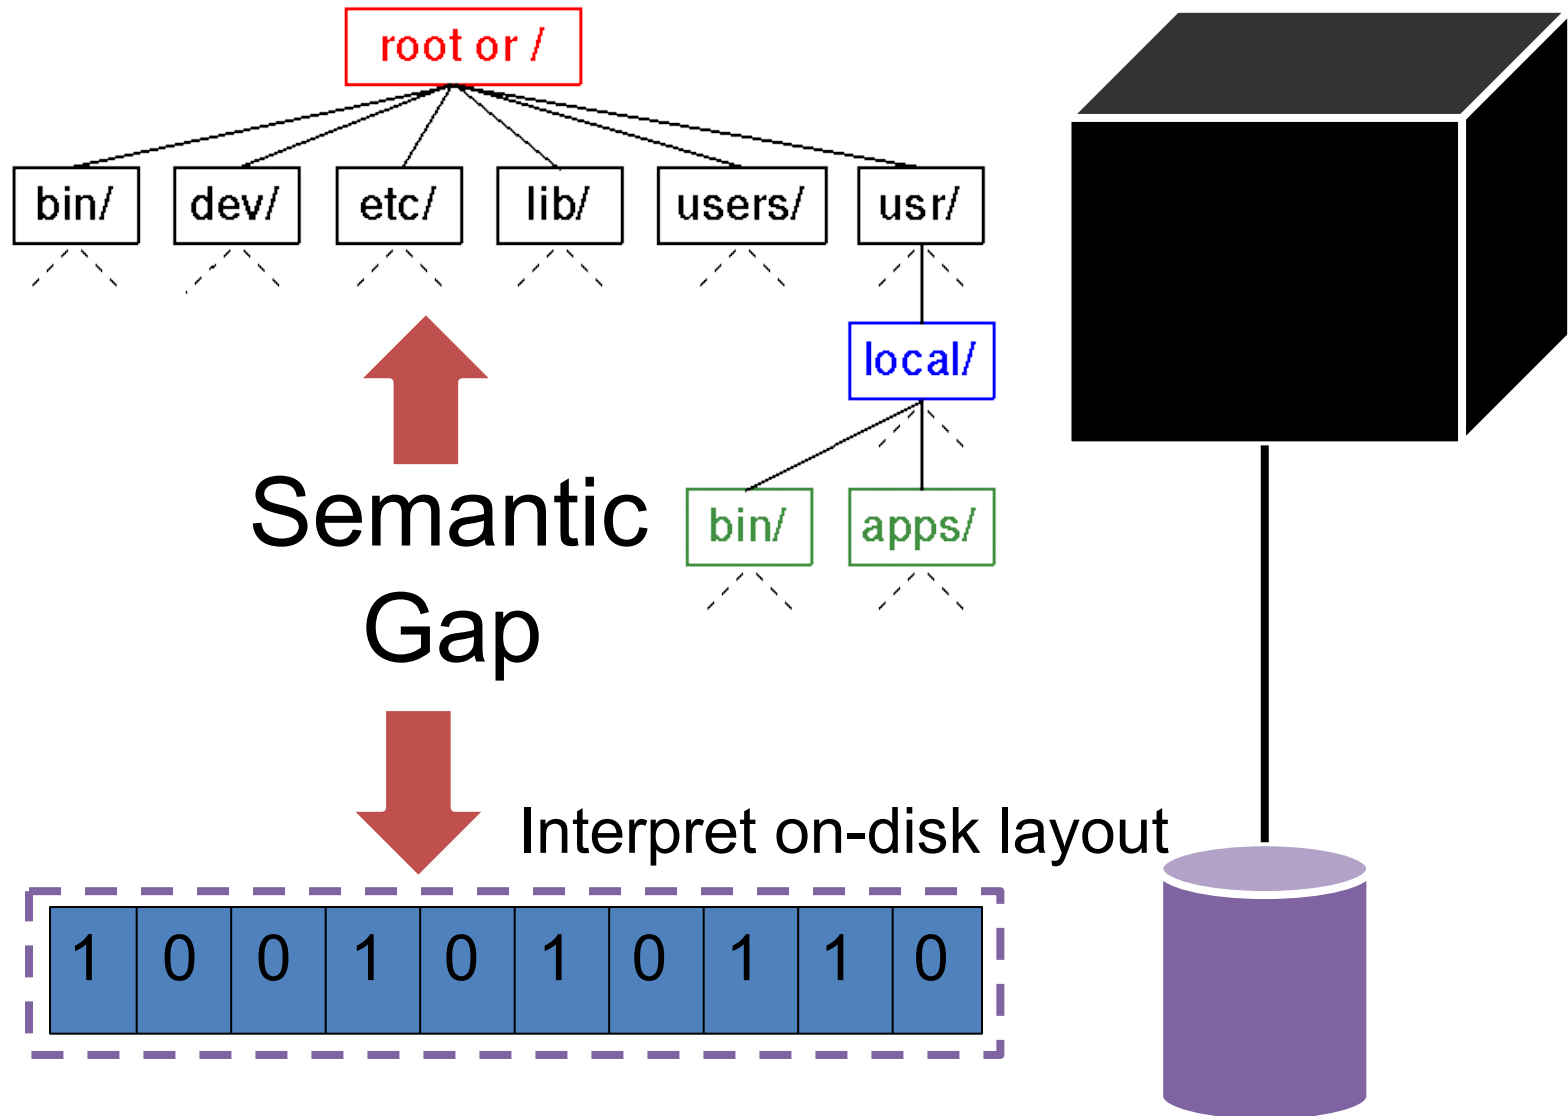 root or /
bin/ dev/ etc/ lib/ users/ usr/
local/
bin/ apps/
Semantic
Gap
Interpret on-disk layout
1 0 0 1 0 1 0 1 1 0